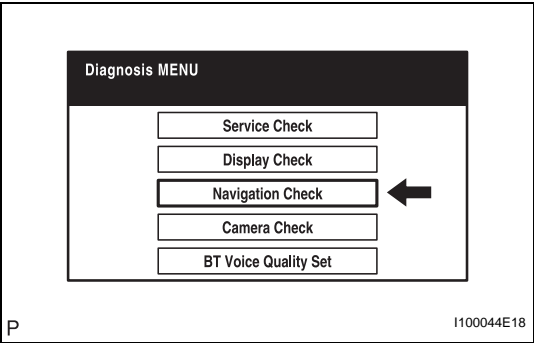 Diagnosis MENU
Service Check
Display Check
Navigation Check
Camera Check
BT Voice Quality Set
P
I100044E18